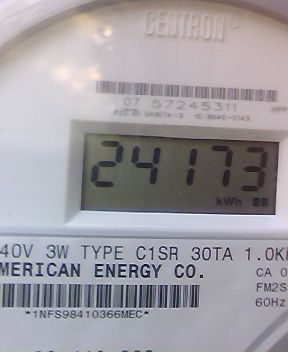 CENTRON®
07 57245311
24173
kWh
40V 3W TYPE C1SR 30TA 1.0K
MERICAN ENERGY CO.
CA 0
FM2S
60Hz
*1NFS98410366MEC*